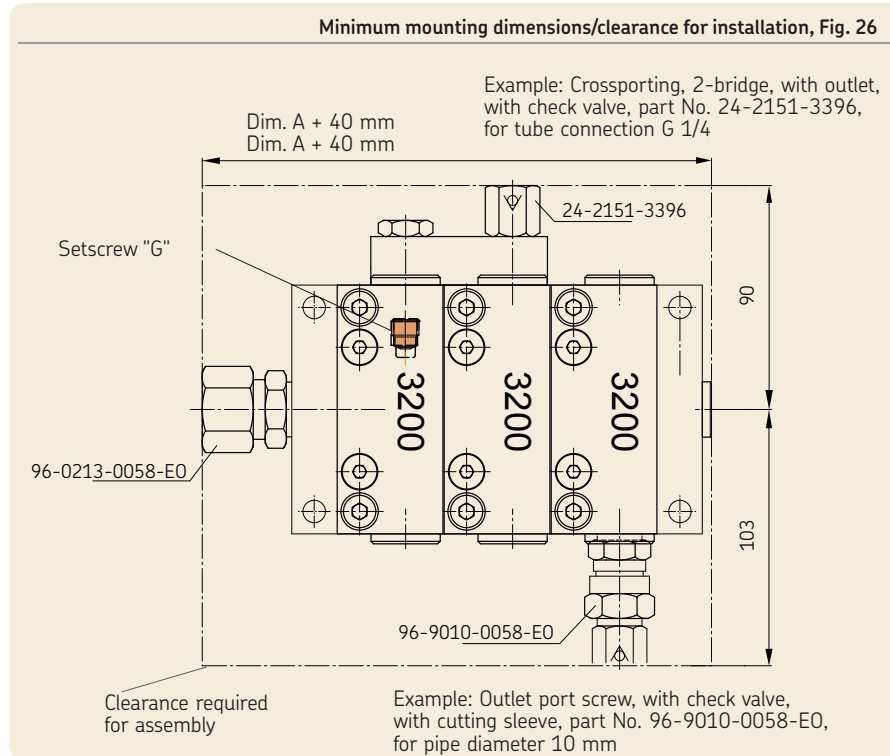 Minimum mounting dimensions/clearance for installation, Fig. 26
Example: Crossporting, 2-bridge, with outlet,
with check valve, part No. 24-2151-3396,
for tube connection G 1/4
Dim. A + 40 mm
Dim. A + 40 mm
24-2151-3396
Setscrew "G"
90
3200
3200
3200
96-0213-0058-EO
103
96-9010-0058-EO
Clearance required
for assembly
Example: Outlet port screw, with check valve,
with cutting sleeve, part No. 96-9010-0058-EO,
for pipe diameter 10 mm